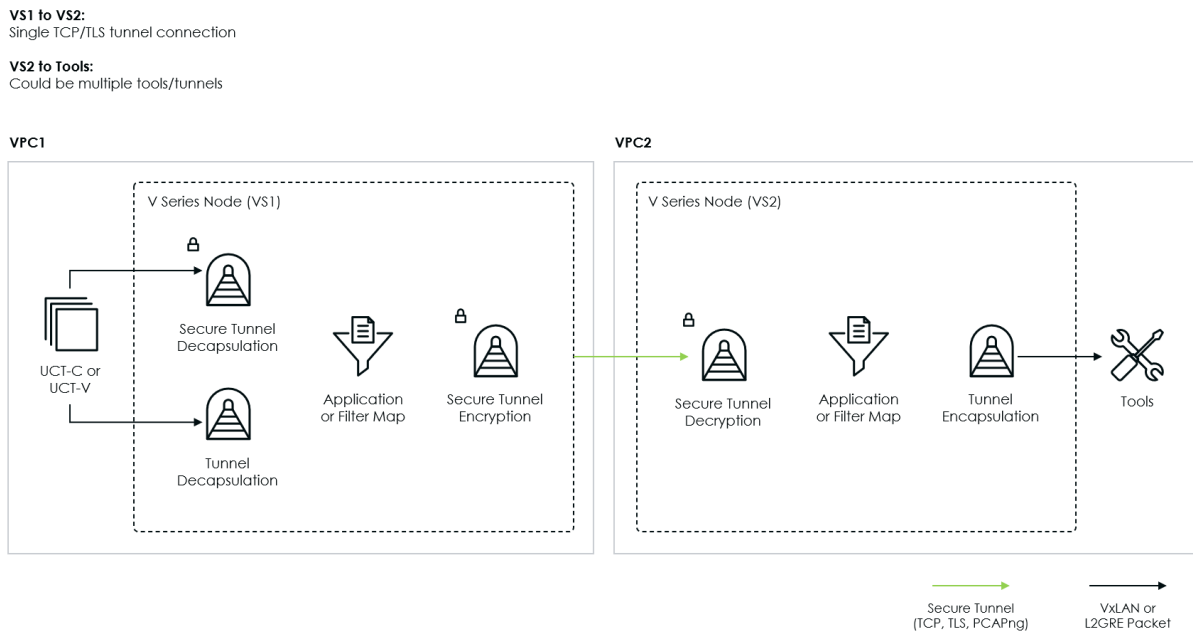 VS1 to VS2:
Single TCP/TLS tunnel connection
VS2 to Tools:
Could be multiple tools/tunnels
VPC1
V Series Node (VS1)
UCT-C or
UCT-V
Secure Tunnel
Decapsulation
Tunnel
Decapsulation
Application
or Filter Map
Secure Tunnel
Encryption
VPC2
V Series Node (VS2)
Secure Tunnel
Decryption
Application
or Filter Map
Tunnel
Encapsulation
Tools
Secure Tunnel
(TCP, TLS, PCAPng)
VxLAN or
L2GRE Packet